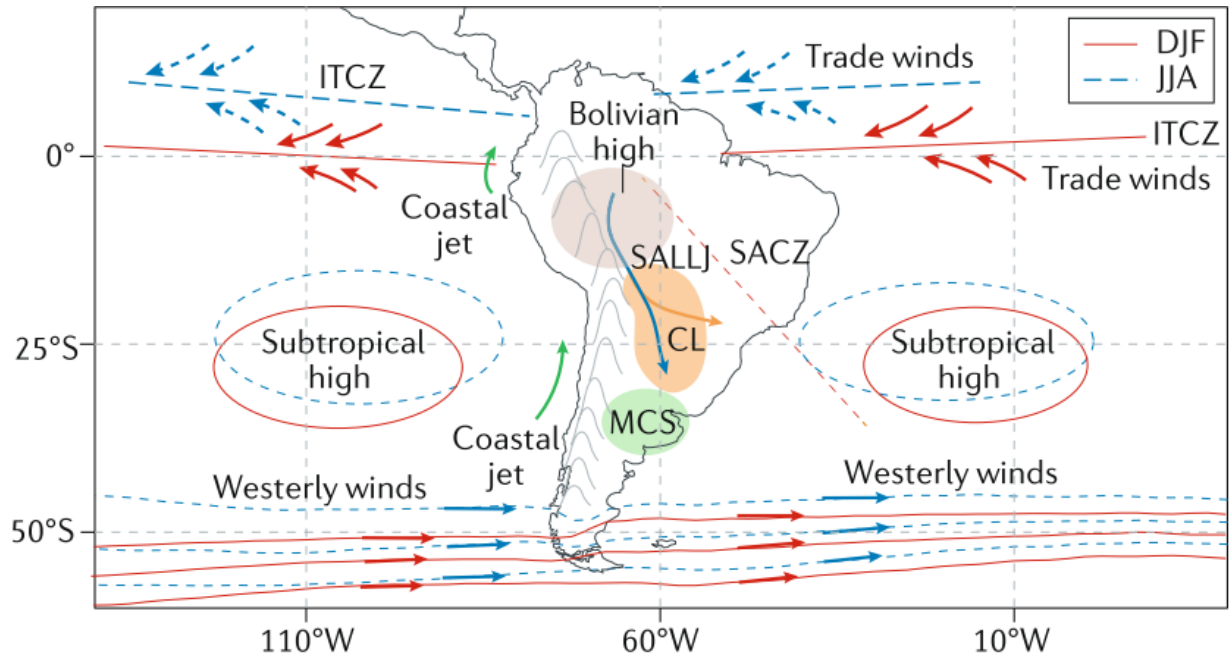 DJF
JJA
Trade winds
ITCZ
Bolivian
high
ITCZ
0°
Trade winds
Coastal
jet
SALLJ
SACZ
Subtropical
high
25°S
CL
Subtropical
high
MCS
Coastal
jet
Westerly winds
Westerly winds
50°S
110°W
60°W
10°W